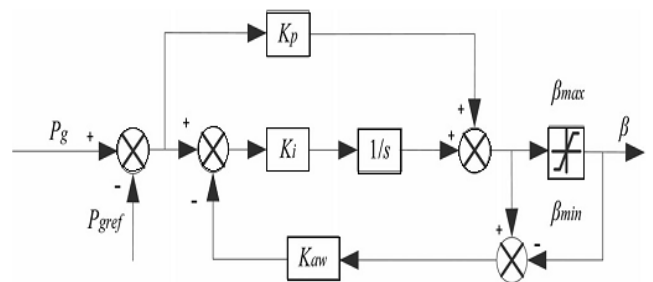 Kp
βmax
Pg
+
+
+
+
β
Ki
1/s
-
-
Pgref
βmin
+
-
Kaw